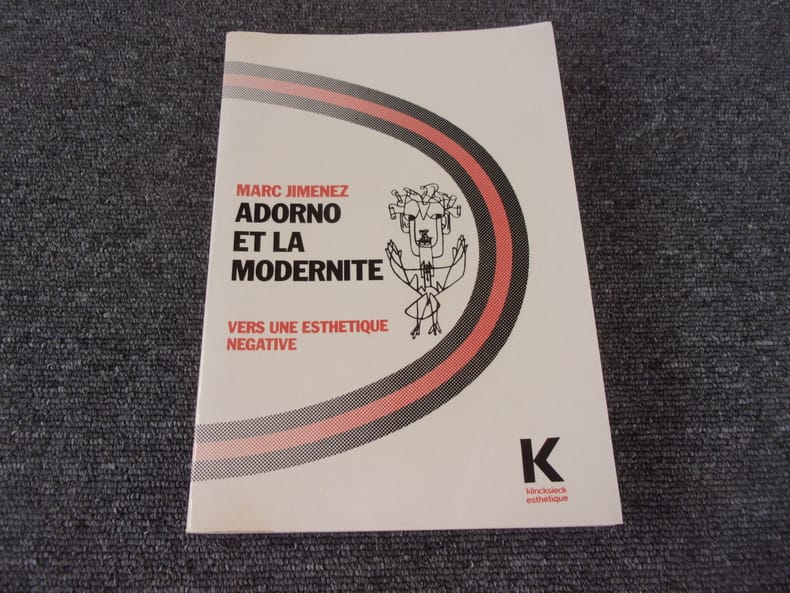 MARC JIMENEZ
ADORNO
ET LA
MODERNITE
VERS UNE ESTHETIQUE
NEGATIVE
K
klincksieck
esthétique